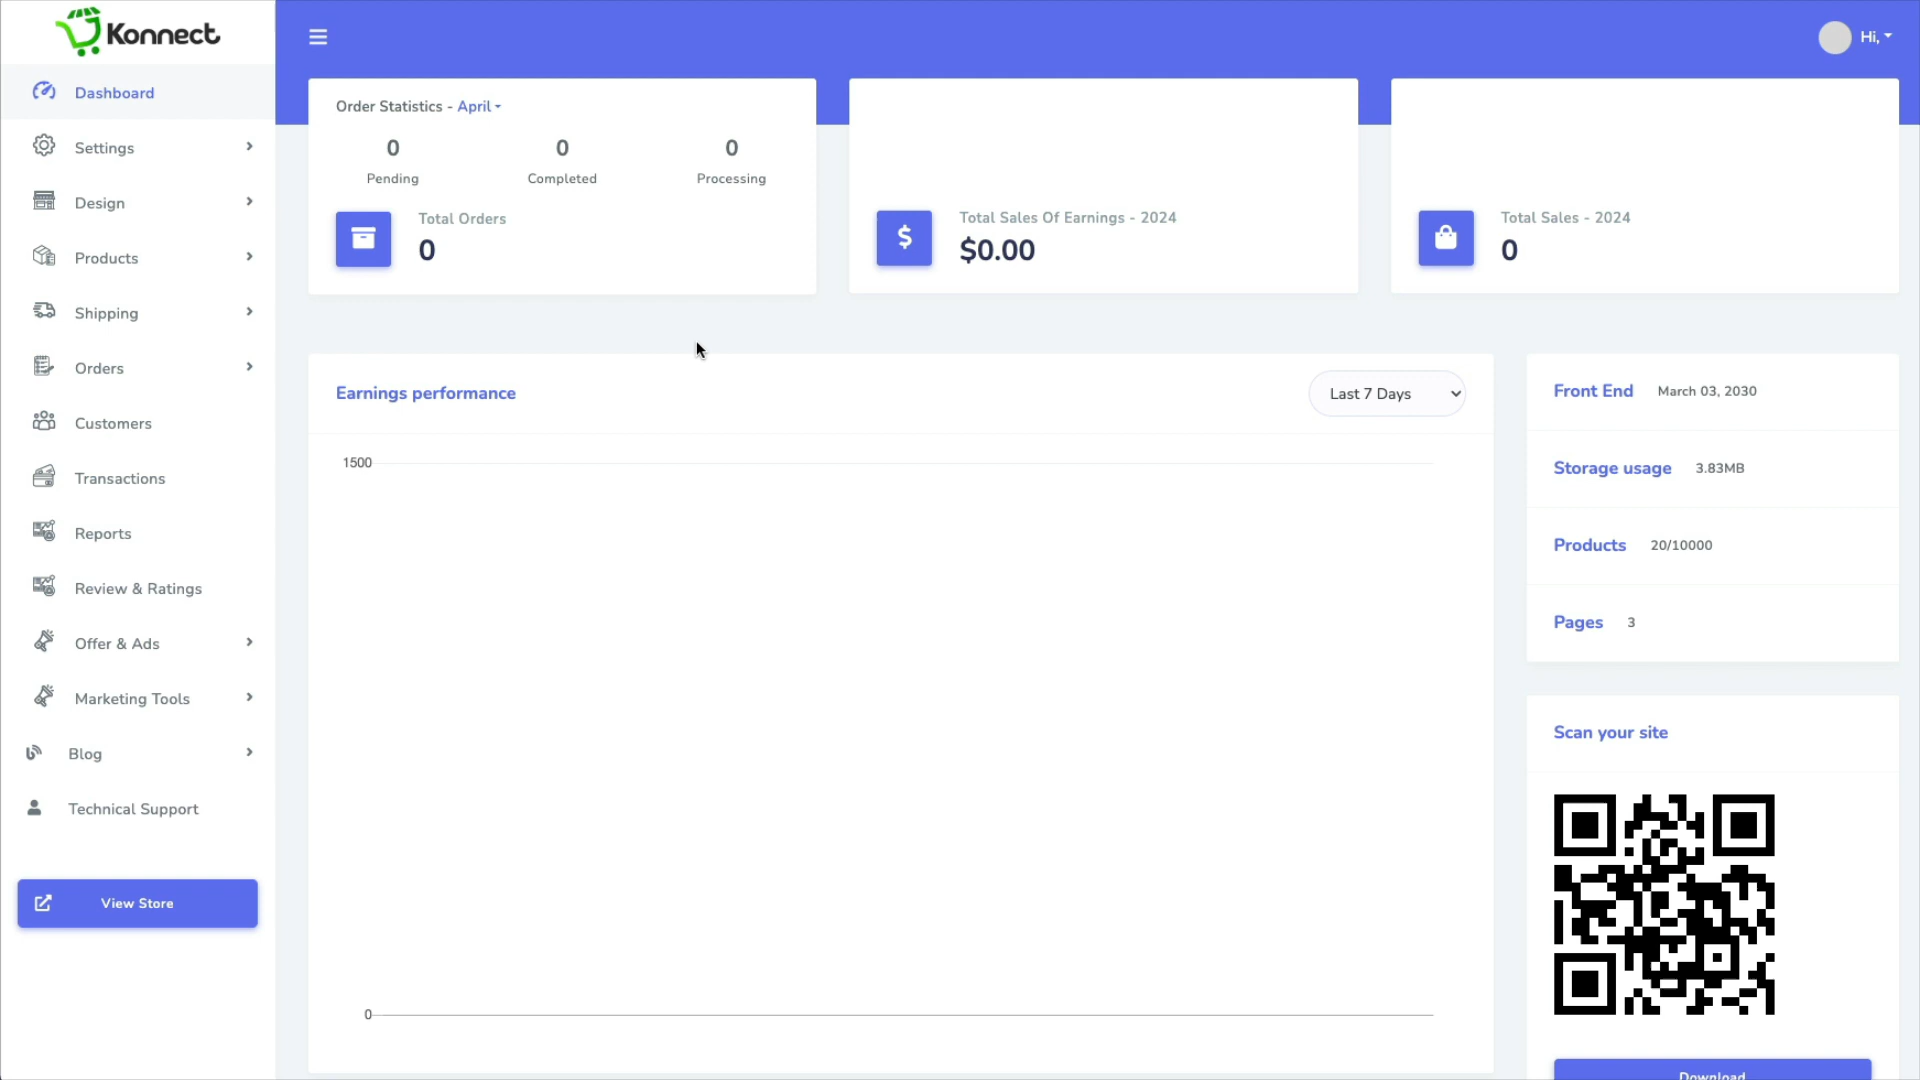 Konnect
Hi,
Dashboard
Settings
Design
Products
Shipping
Orders
Customers
Transactions
Reports
Review & Ratings
Offer & Ads
Marketing Tools
Blog
Technical Support
View Store
Order Statistics - April
0 0 0
Pending Completed Processing
Total Orders
0
Total Sales Of Earnings - 2024
$0.00
Total Sales - 2024
0
Earnings performance
Last 7 Days
1500
0
Front End March 03, 2030
Storage usage 3.83MB
Products 20/10000
Pages 3
Scan your site
Download